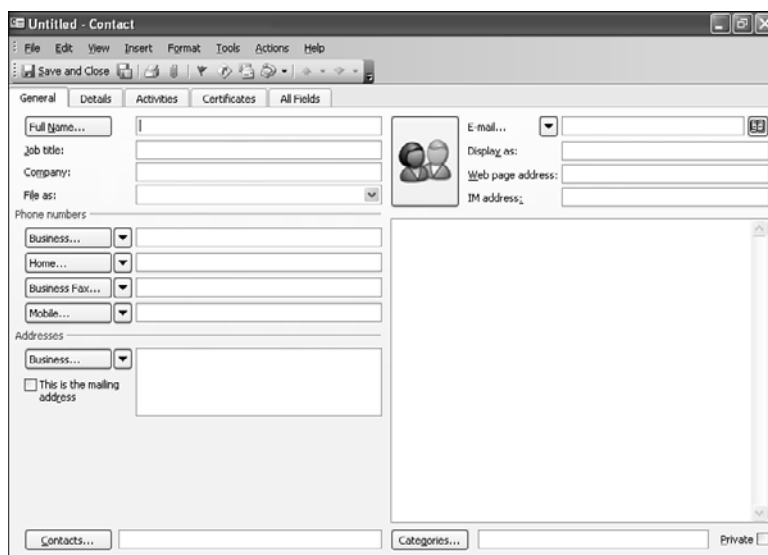 Untitled - Contact
File Edit View Insert Format Tools Actions Help
Save and Close
General Details Activities Certificates All Fields
Full Name...
Job title:
Company:
File as:
E-mail...
Display as:
Web page address:
IM address:
Phone numbers
Business...
Home...
Business Fax...
Mobile...
Addresses
Business...
This is the mailing
address
Contacts...
Categories...
Private